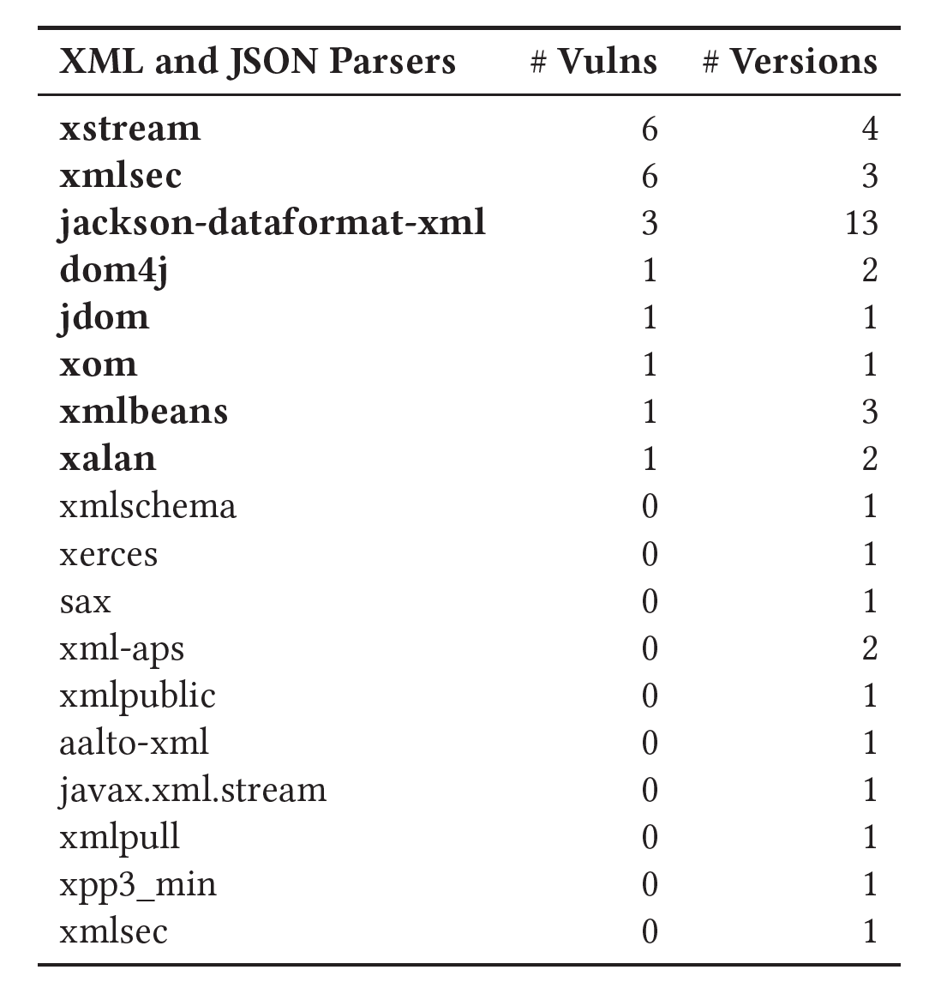 XML and JSON Parsers # Vulns # Versions
xstream 6 4
xmlsec 6 3
jackson-dataformat-xml 3 13
dom4j 1 2
jdom 1 1
xom 1 1
xmlbeans 1 3
xalan 1 2
xmlschema 0 1
xerces 0 1
sax 0 1
xml-aps 0 2
xmlpublic 0 1
aalto-xml 0 1
javax.xml.stream 0 1
xmlpull 0 1
xpp3_min 0 1
xmlsec 0 1